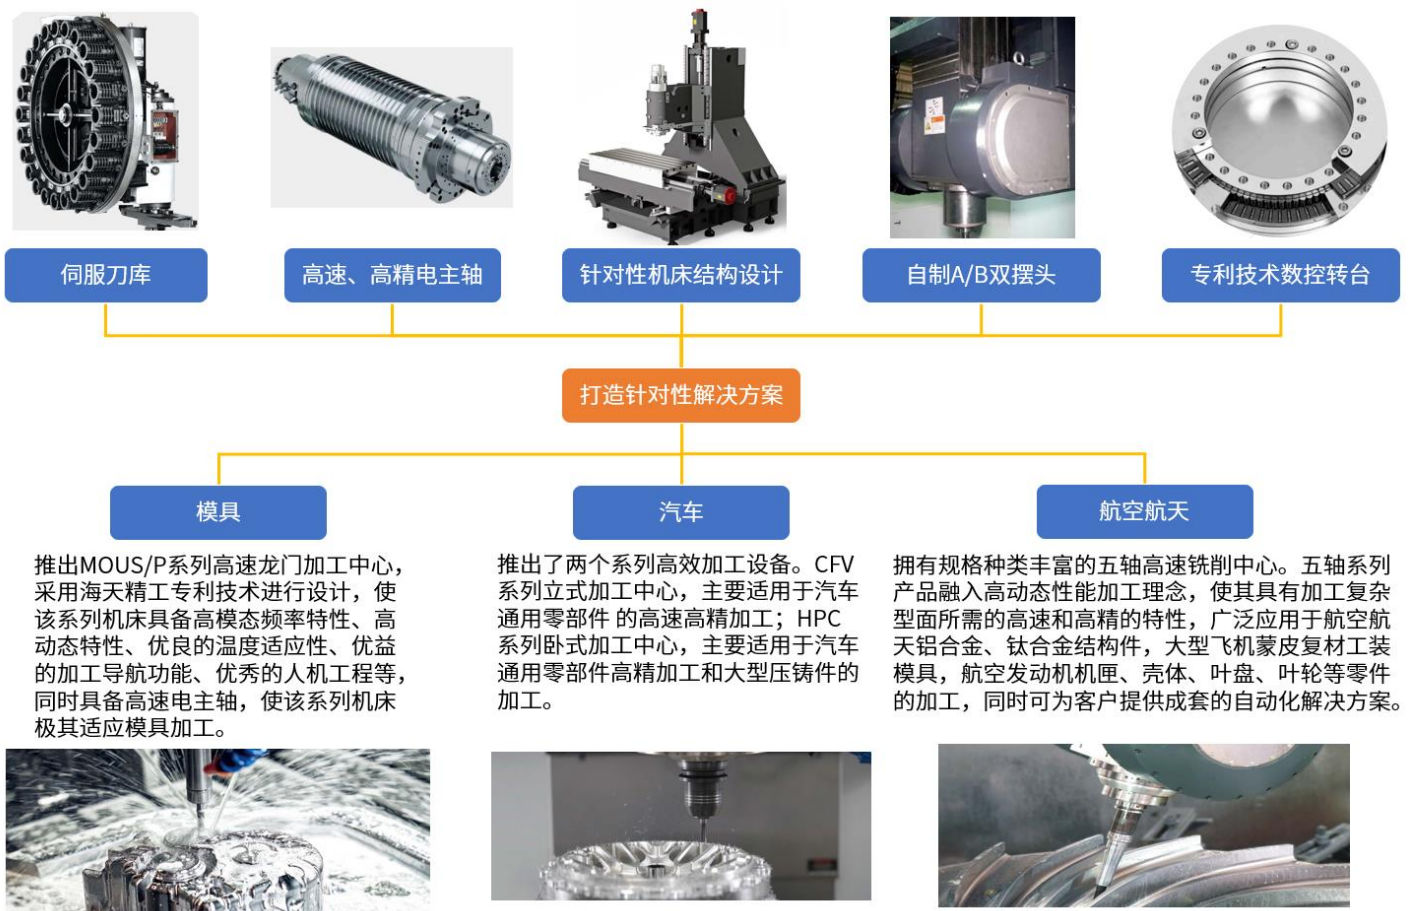 伺服刀库
高速、高精电主轴
针对性机床结构设计
自制A/B双摆头
专利技术数控转台
打造针对性解决方案
模具
汽车
航空航天
推出MOUS/P系列高速龙门加工中心，
采用海天精工专利技术进行设计，使
该系列机床具备高模态频率特性、高
动态特性、优良的温度适应性、优益
的加工导航功能、优秀的人机工程等，
同时具备高速电主轴，使该系列机床
极其适应模具加工。
推出了两个系列高效加工设备。CFV
系列立式加工中心，主要适用于汽车
通用零部件 的高速高精加工；HPC
系列卧式加工中心，主要适用于汽车
通用零部件高精加工和大型压铸件的
加工。
拥有规格种类丰富的五轴高速铣削中心。五轴系列
产品融入高动态性能加工理念，使其具有加工复杂
型面所需的高速和高精的特性，广泛应用于航空航
天铝合金、钛合金结构件，大型飞机蒙皮复材工装
模具，航空发动机机匣、壳体、叶盘、叶轮等零件
的加工，同时可为客户提供成套的自动化解决方案。